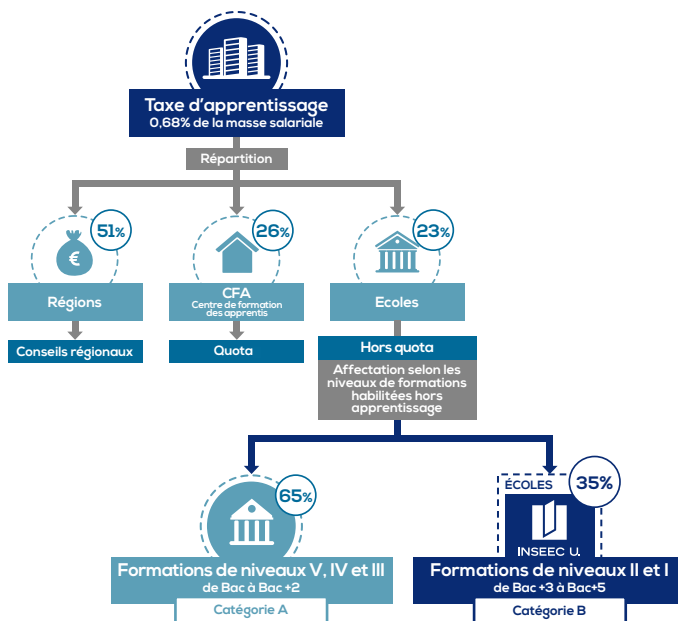 Taxe d'apprentissage
0,68% de la masse salariale
Répartition
51%
26%
23%
€
Régions
CFA
Centre de formation
des apprentis
Ecoles
Conseils régionaux
Quota
Hors quota
Affectation selon les
niveaux de formations
habilitées hors
apprentissage
65%
ÉCOLES
35%
INSEEC U.
Formations de niveaux V, IV et III
de Bac à Bac +2
Catégorie A
Formations de niveaux II et I
de Bac +3 à Bac+5
Catégorie B